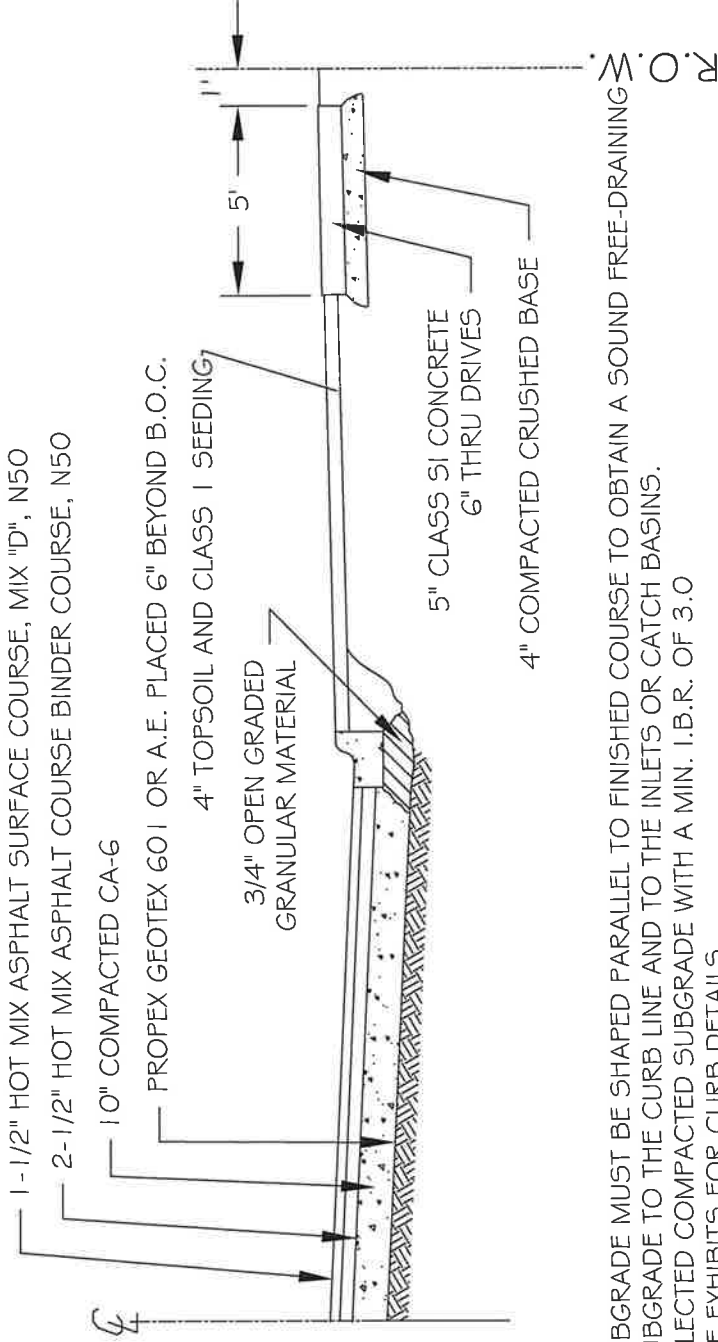 1-1/2" HOT MIX ASPHALT SURFACE COURSE, MIX "D", N50
2-1/2" HOT MIX ASPHALT COURSE BINDER COURSE, N50
10" COMPACTED CA-6
PROPEX GEOTEX 601 OR A.E. PLACED 6" BEYOND B.O.C.
4" TOPSOIL AND CLASS I SEEDING
3/4" OPEN GRADED
GRANULAR MATERIAL
5'
1'
℄
5" CLASS SI CONCRETE
6" THRU DRIVES
4" COMPACTED CRUSHED BASE
R.O.W.
BGRADE MUST BE SHAPED PARALLEL TO FINISHED COURSE TO OBTAIN A SOUND FREE-DRAINING
BGRADE TO THE CURB LINE AND TO THE INLETS OR CATCH BASINS.
LECTED COMPACTED SUBGRADE WITH A MIN. I.B.R. OF 3.0
E EXHIBITS FOR CURB DETAILS